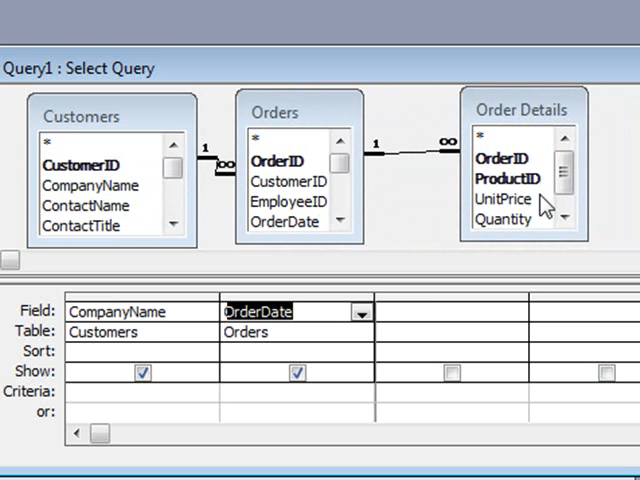 Query1 : Select Query
Customers
*
CustomerID
CompanyName
ContactName
ContactTitle
1
∞
Orders
*
OrderID
CustomerID
EmployeeID
OrderDate
1
∞
Order Details
*
OrderID
ProductID
UnitPrice
Quantity
Field: CompanyName OrderDate
Table: Customers Orders
Sort:
Show:
Criteria:
or: